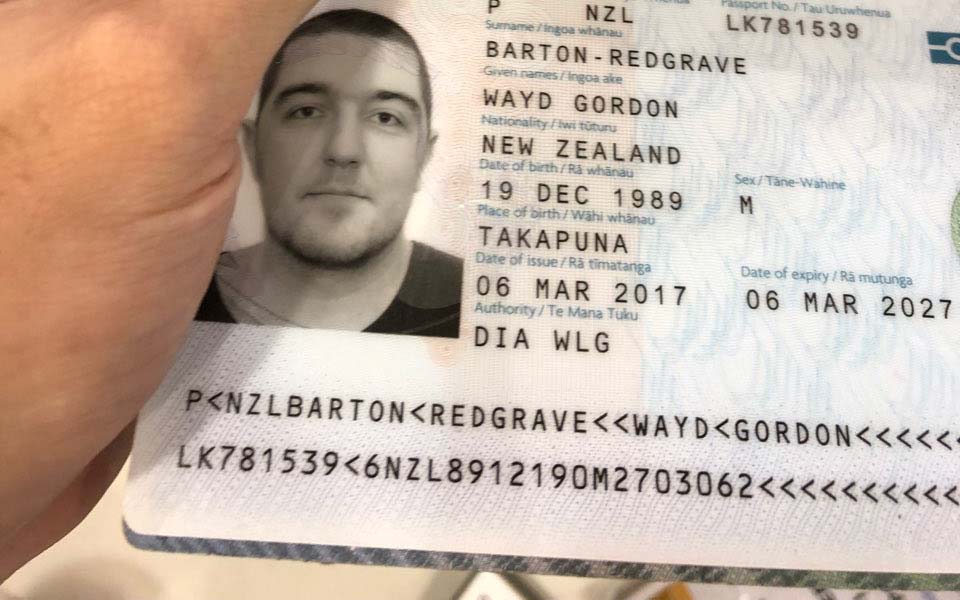 Passport No. / Tau Uruwhenua
P NZL LK781539
Surname / Ingoa whānau
BARTON-REDGRAVE
Given names / Ingoa ake
WAYD GORDON
Nationality / Iwi tūturu
NEW ZEALAND
Date of birth / Rā whānau Sex / Tāne-Wahine
19 DEC 1989 M
Place of birth / Wāhi whānau
TAKAPUNA
Date of issue / Rā tīmatanga Date of expiry / Rā mutunga
06 MAR 2017 06 MAR 2027
Authority / Te Mana Tuku
DIA WLG
P<NZLBARTON<REDGRAVE<<WAYD<GORDON<<<<<
LK781539<6NZL8912190M2703062<<<<<<<<<<